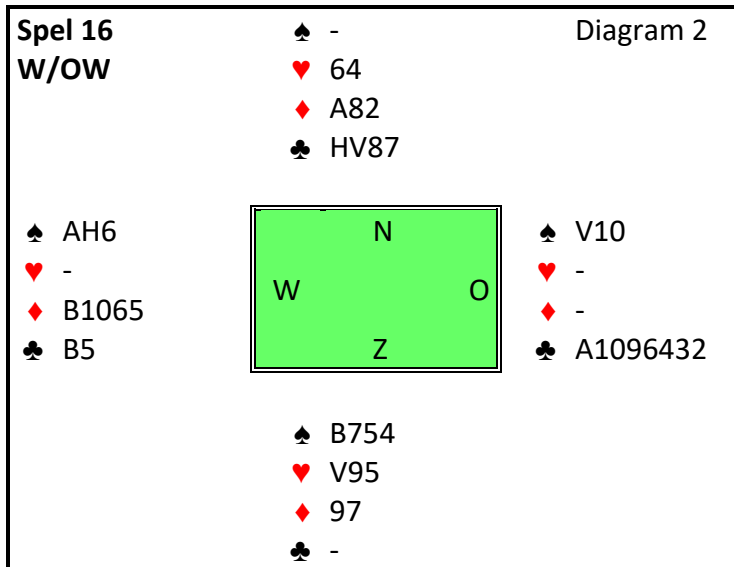 Spel 16 ♠ - Diagram 2
W/OW ♥ 64
♦ A82
♣ HV87
♠ AH6 N ♠ V10
♥ - ♥ -
W O
♦ B1065 ♦ -
♣ B5 Z ♣ A1096432
♠ B754
♥ V95
♦ 97
♣ -